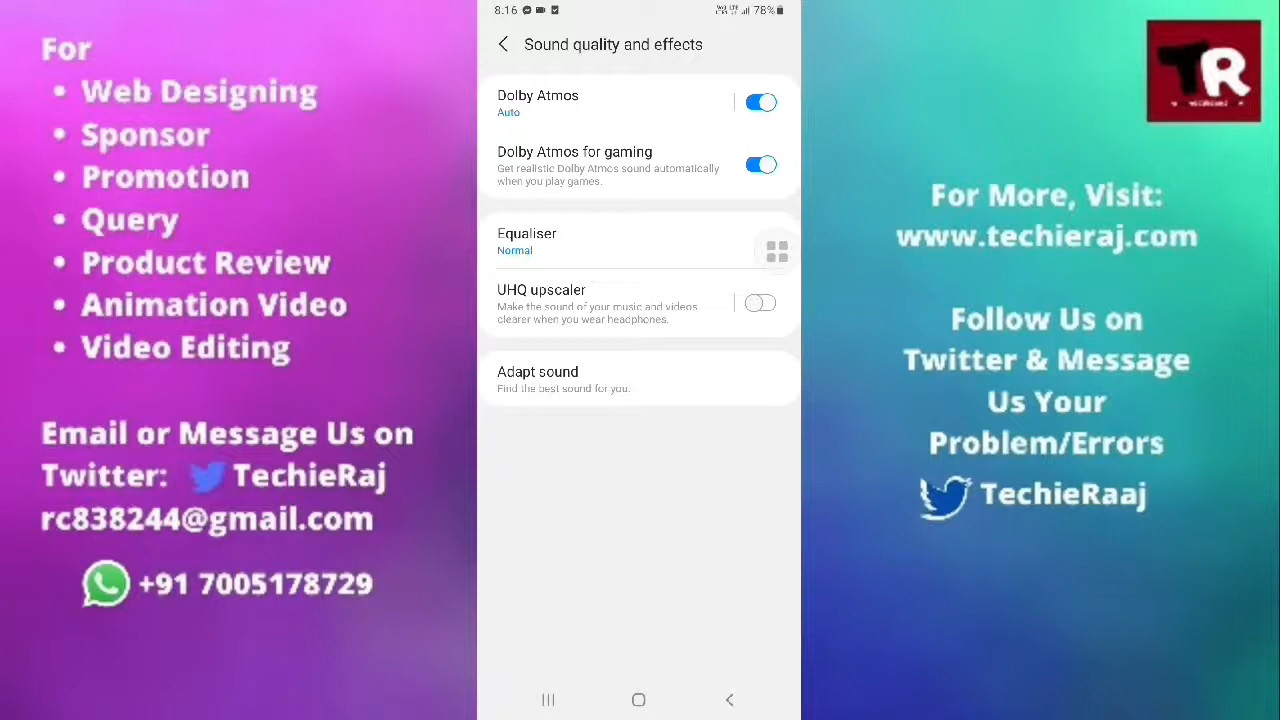 For
• Web Designing
• Sponsor
• Promotion
• Query
• Product Review
• Animation Video
• Video Editing
Email or Message Us on
Twitter: TechieRaj
rc838244@gmail.com
+91 7005178729
8:16
78%
Sound quality and effects
Dolby Atmos
Auto
Dolby Atmos for gaming
Get realistic Dolby Atmos sound automatically
when you play games.
Equaliser
Normal
UHQ upscaler
Make the sound of your music and videos
clearer when you wear headphones.
Adapt sound
Find the best sound for you.
TR
For More, Visit:
www.techieraj.com
Follow Us on
Twitter & Message
Us Your
Problem/Errors
TechieRaaj